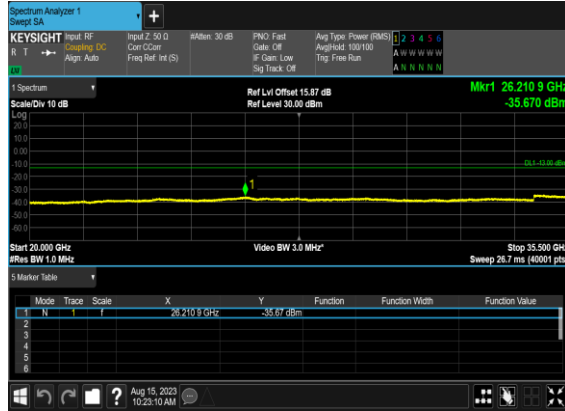 Spectrum Analyzer 1
Swept SA
+
KEYSIGHT Input: RF Input Z: 50 Ω #Atten: 30 dB PNO: Fast Avg Type: Power (RMS) 1 2 3 4 5 6
R T Coupling: DC Corr CCorr Gate: Off Avg|Hold: 100/100 A W W W W W
Align: Auto Freq Ref: Int (S) IF Gain: Low Trig: Free Run
LW Sig Track: Off A N N N N N
1 Spectrum Ref Lvl Offset 15.87 dB Mkr1 26.210 9 GHz
Scale/Div 10 dB Ref Level 30.00 dBm -35.670 dBm
Log
20.0
10.0
0.00
-10.0
DL1 -13.00 dBm
-20.0
1
-30.0
-40.0
-50.0
-60.0
Start 20.000 GHz Video BW 3.0 MHz* Stop 35.500 GHz
#Res BW 1.0 MHz Sweep 26.7 ms (40001 pts)
5 Marker Table
Mode Trace Scale X Y Function Function Width Function Value
1 N 1 f 26.210 9 GHz -35.67 dBm
2
3
4
5
6
? Aug 15, 2023
10:23:10 AM